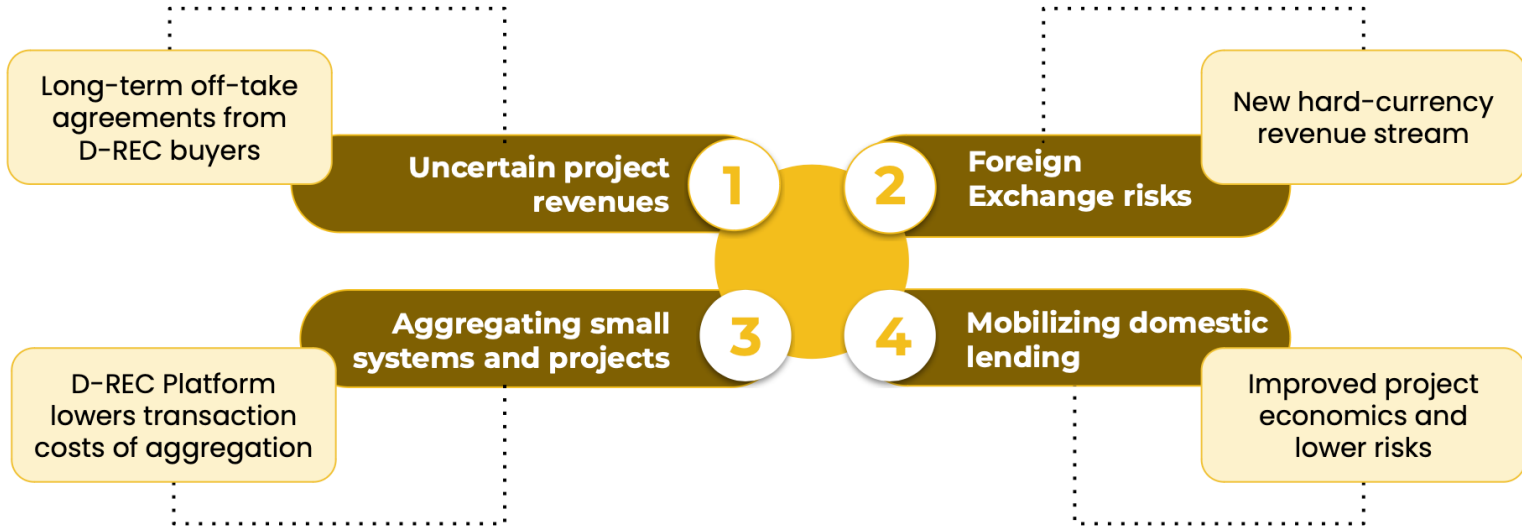 Long-term off-take
agreements from
D-REC buyers
Uncertain project
revenues
1
2
Foreign
Exchange risks
New hard-currency
revenue stream
Aggregating small
systems and projects
3
D-REC Platform
lowers transaction
costs of aggregation
4
Mobilizing domestic
lending
Improved project
economics and
lower risks